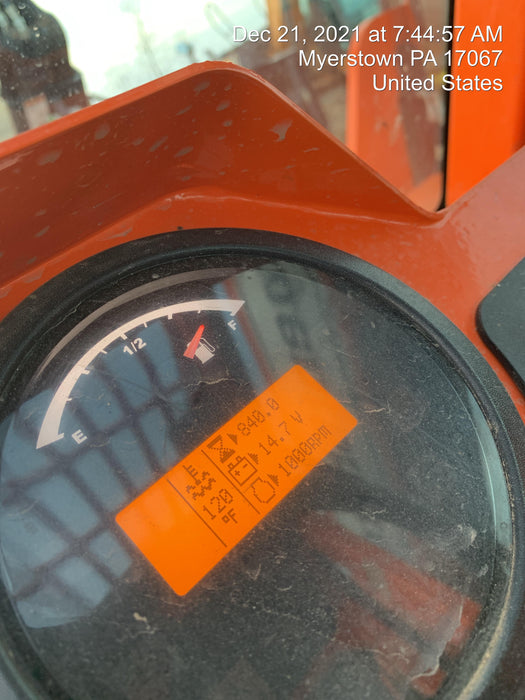 Dec 21, 2021 at 7:44:57 AM
Myerstown PA 17067
United States
E
1/2
F
840.0
14.7 V
1000RPM
120
°F